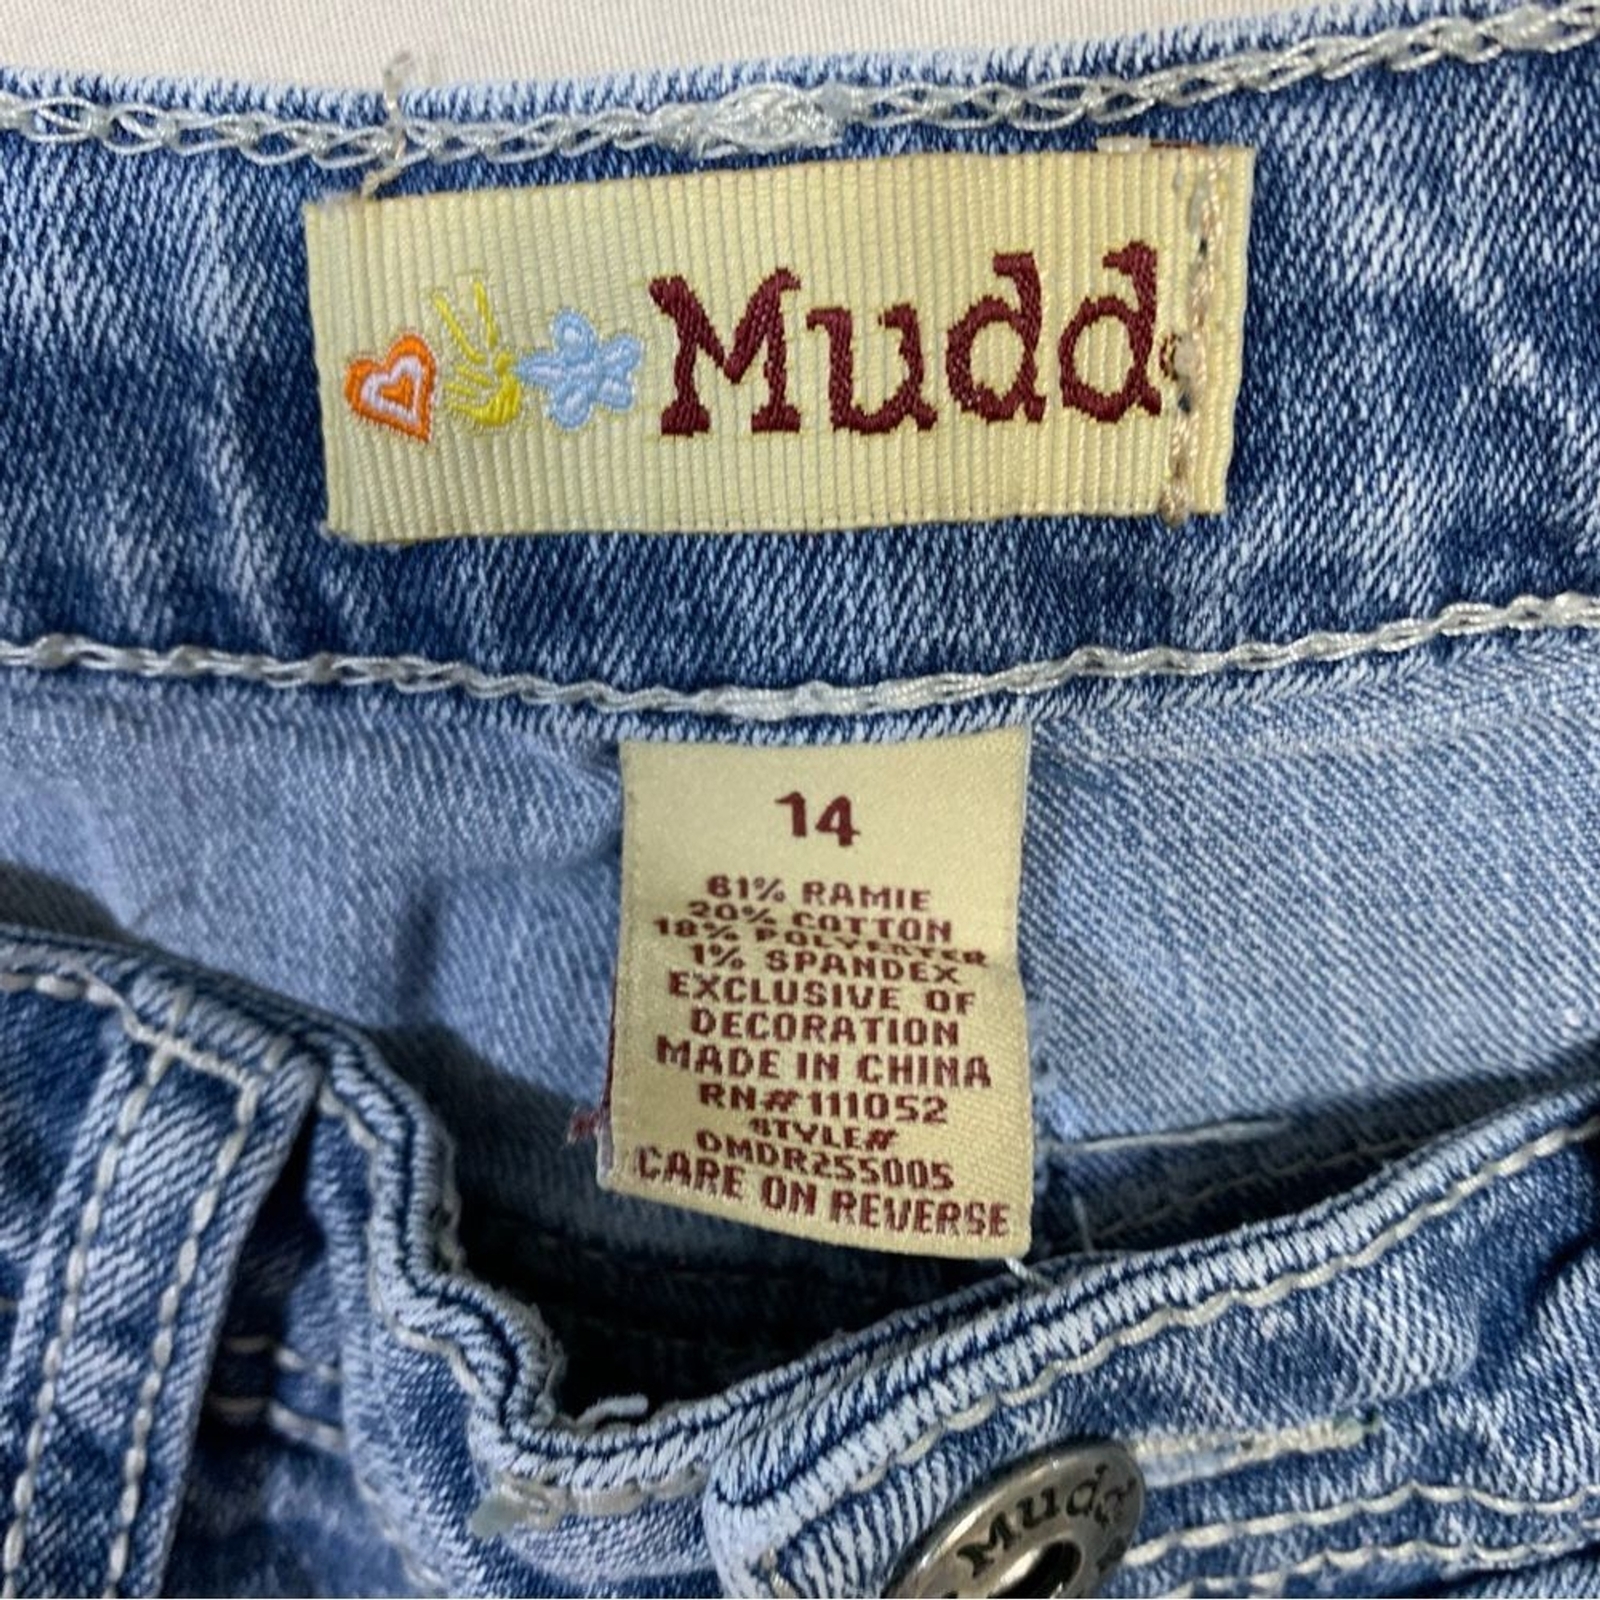 Mudd
14
61% RAMIE
20% COTTON
18% POLYESTER
1% SPANDEX
EXCLUSIVE OF
DECORATION
MADE IN CHINA
RN# 111052
STYLE#
OMDR255005
CARE ON REVERSE
Mudd